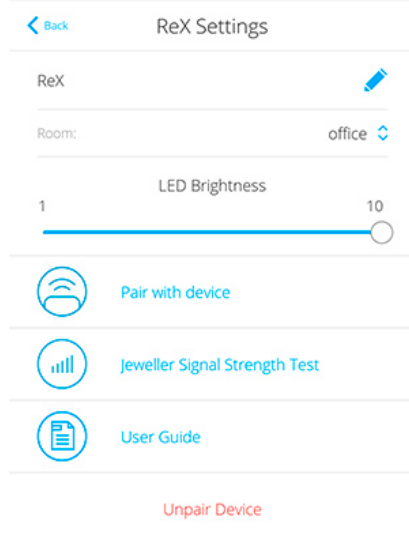 Back
ReX Settings
ReX
Room:
office
LED Brightness
1
10
Pair with device
Jeweller Signal Strength Test
User Guide
Unpair Device